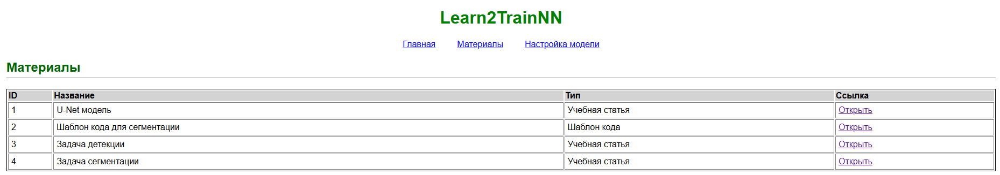 Learn2TrainNN
Главная Материалы Настройка модели
Материалы
ID Название Тип Ссылка
1 U-Net модель Учебная статья Открыть
2 Шаблон кода для сегментации Шаблон кода Открыть
3 Задача детекции Учебная статья Открыть
4 Задача сегментации Учебная статья Открыть